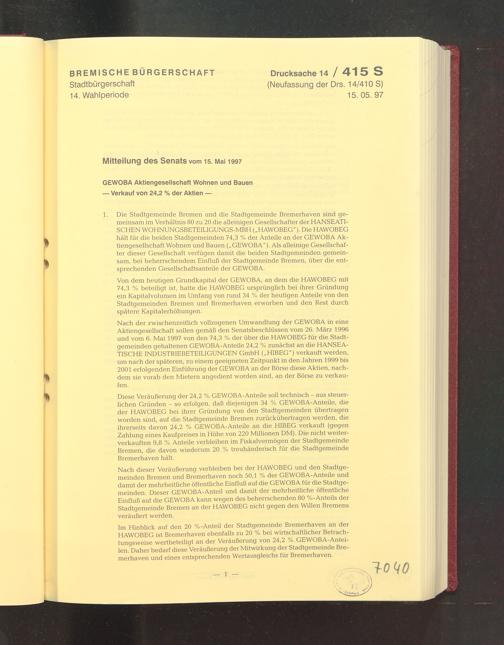 BREMISCHE BÜRGERSCHAFT
Stadtbürgerschaft
14. Wahlperiode
Drucksache 14 / 415 S
(Neufassung der Drs. 14/410 S)
15. 05. 97
Mitteilung des Senats vom 15. Mai 1997
GEWOBA Aktiengesellschaft Wohnen und Bauen
— Verkauf von 24,2 % der Aktien —
1. Die Stadtgemeinde Bremen und die Stadtgemeinde Bremerhaven sind ge-
meinsam im Verhältnis 80 zu 20 die alleinigen Gesellschafter der HANSEATI-
SCHEN WOHNUNGSBETEILIGUNGS-MBH („HAWOBEG"). Die HAWOBEG
hält für die beiden Stadtgemeinden 74,3 % der Anteile an der GEWOBA Ak-
tiengesellschaft Wohnen und Bauen („GEWOBA"). Als alleinige Gesellschaf-
ter dieser Gesellschaft verfügen damit die beiden Stadtgemeinden gemein-
sam, bei beherrschendem Einfluß der Stadtgemeinde Bremen, über die ent-
sprechenden Gesellschaftsanteile der GEWOBA.
Von dem heutigen Grundkapital der GEWOBA, an dem die HAWOBEG mit
74,3 % beteiligt ist, hatte die HAWOBEG ursprünglich bei ihrer Gründung
ein Kapitalvolumen im Umfang von rund 34 % der heutigen Anteile von den
Stadtgemeinden Bremen und Bremerhaven erworben und den Rest durch
spätere Kapitalerhöhungen.
Nach der zwischenzeitlich vollzogenen Umwandlung der GEWOBA in eine
Aktiengesellschaft sollen gemäß den Senatsbeschlüssen vom 26. März 1996
und vom 6. Mai 1997 von den 74,3 % der über die HAWOBEG für die Stadt-
gemeinden gehaltenen GEWOBA-Anteile 24,2 % zunächst an die HANSEA-
TISCHE INDUSTRIEBETEILIGUNGEN GmbH („HIBEG") verkauft werden,
um nach der späteren, zu einem geeigneten Zeitpunkt in den Jahren 1999 bis
2001 erfolgenden Einführung der GEWOBA an der Börse diese Aktien, nach-
dem sie vorab den Mietern angedient worden sind, an der Börse zu verkau-
fen.
Diese Veräußerung der 24,2 % GEWOBA-Anteile soll technisch – aus steuer-
lichen Gründen – so erfolgen, daß diejenigen 34 % GEWOBA-Anteile, die
der HAWOBEG bei ihrer Gründung von den Stadtgemeinden übertragen
worden sind, auf die Stadtgemeinde Bremen zurückübertragen werden, die
ihrerseits davon 24,2 % GEWOBA-Anteile an die HIBEG verkauft (gegen
Zahlung eines Kaufpreises in Höhe von 220 Millionen DM). Die nicht weiter-
verkauften 9,8 % Anteile verbleiben im Fiskalvermögen der Stadtgemeinde
Bremen, die davon wiederum 20 % treuhänderisch für die Stadtgemeinde
Bremerhaven hält.
Nach dieser Veräußerung verbleiben bei der HAWOBEG und den Stadtge-
meinden Bremen und Bremerhaven noch 50,1 % der GEWOBA-Anteile und
damit der mehrheitliche öffentliche Einfluß auf die GEWOBA für die Stadtge-
meinden. Dieser GEWOBA-Anteil und damit der mehrheitliche öffentliche
Einfluß auf die GEWOBA kann wegen des beherrschenden 80 %-Anteils der
Stadtgemeinde Bremen an der HAWOBEG nicht gegen den Willen Bremens
veräußert werden.
Im Hinblick auf den 20 %-Anteil der Stadtgemeinde Bremerhaven an der
HAWOBEG ist Bremerhaven ebenfalls zu 20 % bei wirtschaftlicher Betrach-
tungsweise wertbeteiligt an der Veräußerung von 24,2 % GEWOBA-Antei-
len. Daher bedarf diese Veräußerung der Mitwirkung der Stadtgemeinde Bre-
merhaven und eines entsprechenden Wertausgleichs für Bremerhaven.
— 1 —
7040